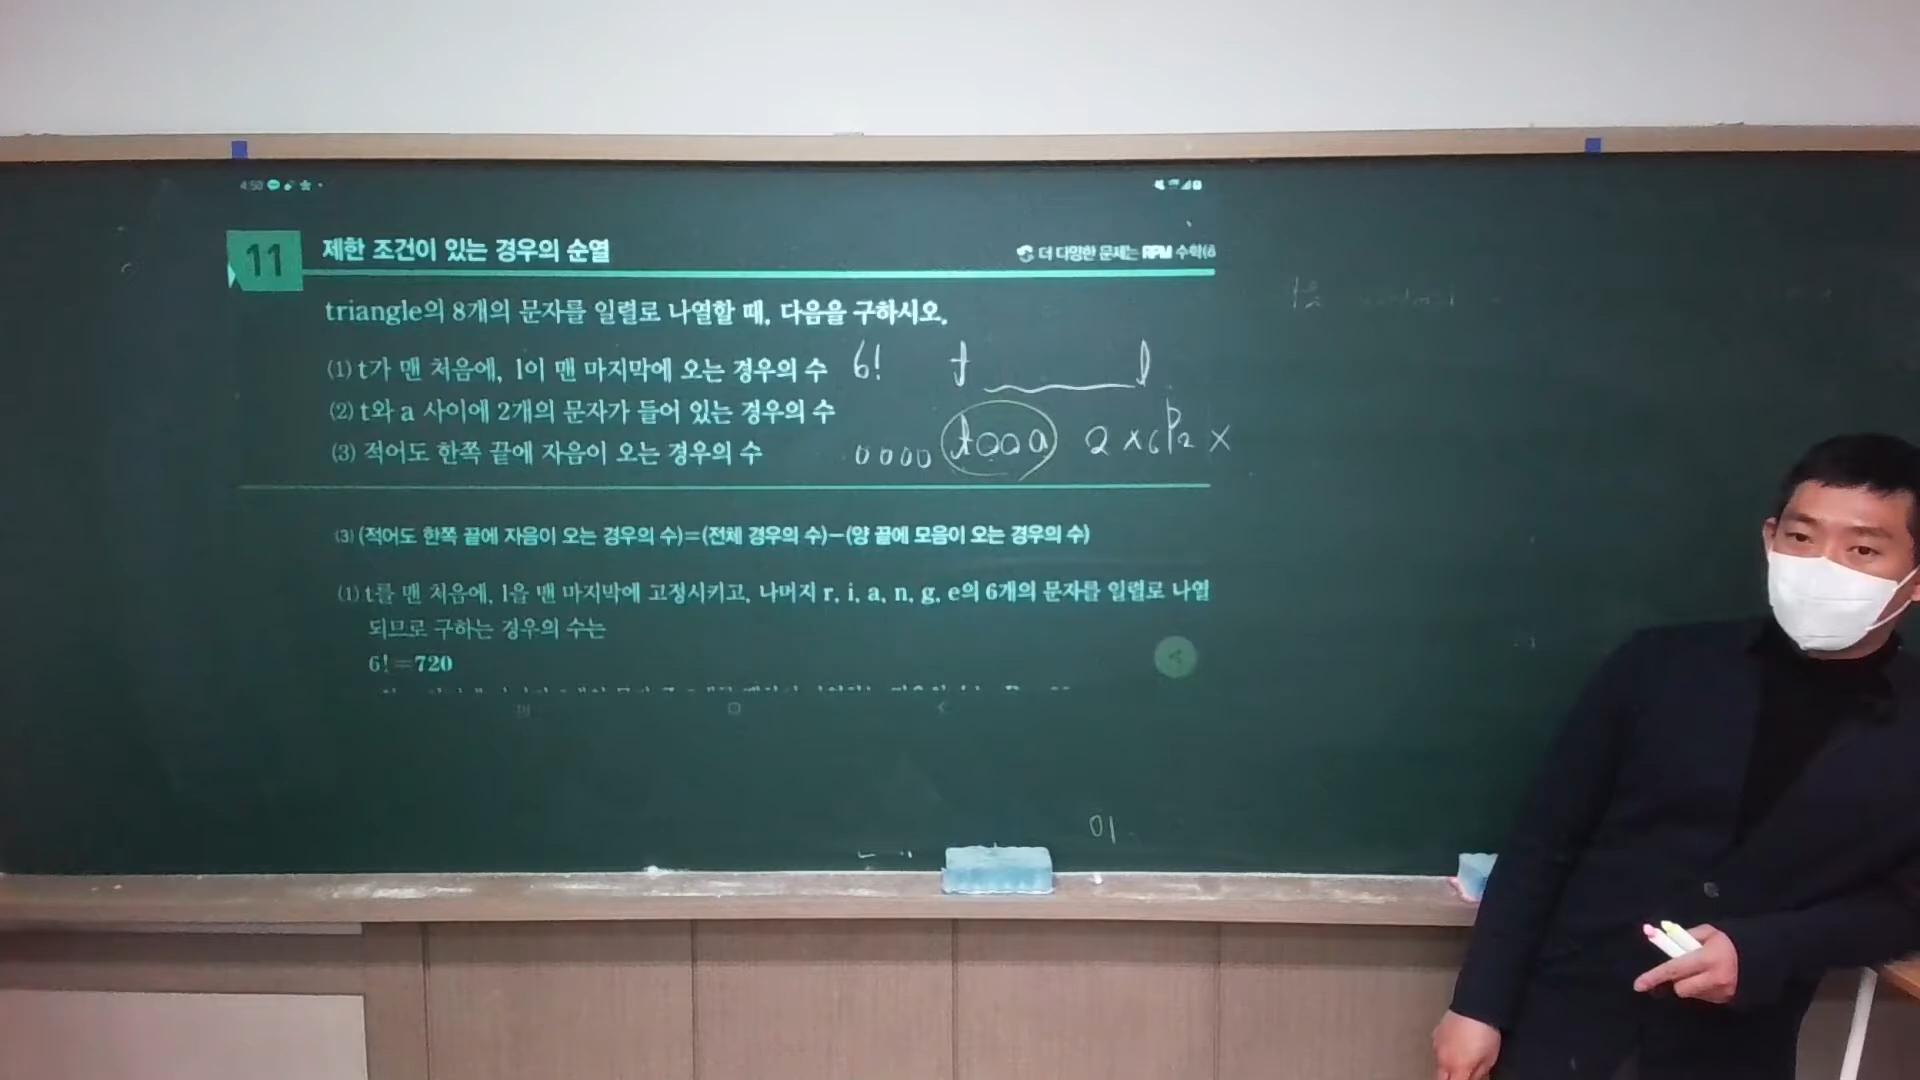 4:50
11 제한 조건이 있는 경우의 순열 더 다양한 문제는 RPM 수학(
triangle의 8개의 문자를 일렬로 나열할 때, 다음을 구하시오.
(1) t가 맨 처음에, l이 맨 마지막에 오는 경우의 수 6! t l
(2) t와 a 사이에 2개의 문자가 들어 있는 경우의 수
(3) 적어도 한쪽 끝에 자음이 오는 경우의 수 0000 t00a 2×6P2×
(3) (적어도 한쪽 끝에 자음이 오는 경우의 수)=(전체 경우의 수)−(양 끝에 모음이 오는 경우의 수)
(1) t를 맨 처음에, l을 맨 마지막에 고정시키고, 나머지 r, i, a, n, g, e의 6개의 문자를 일렬로 나열
되므로 구하는 경우의 수는
6!=720